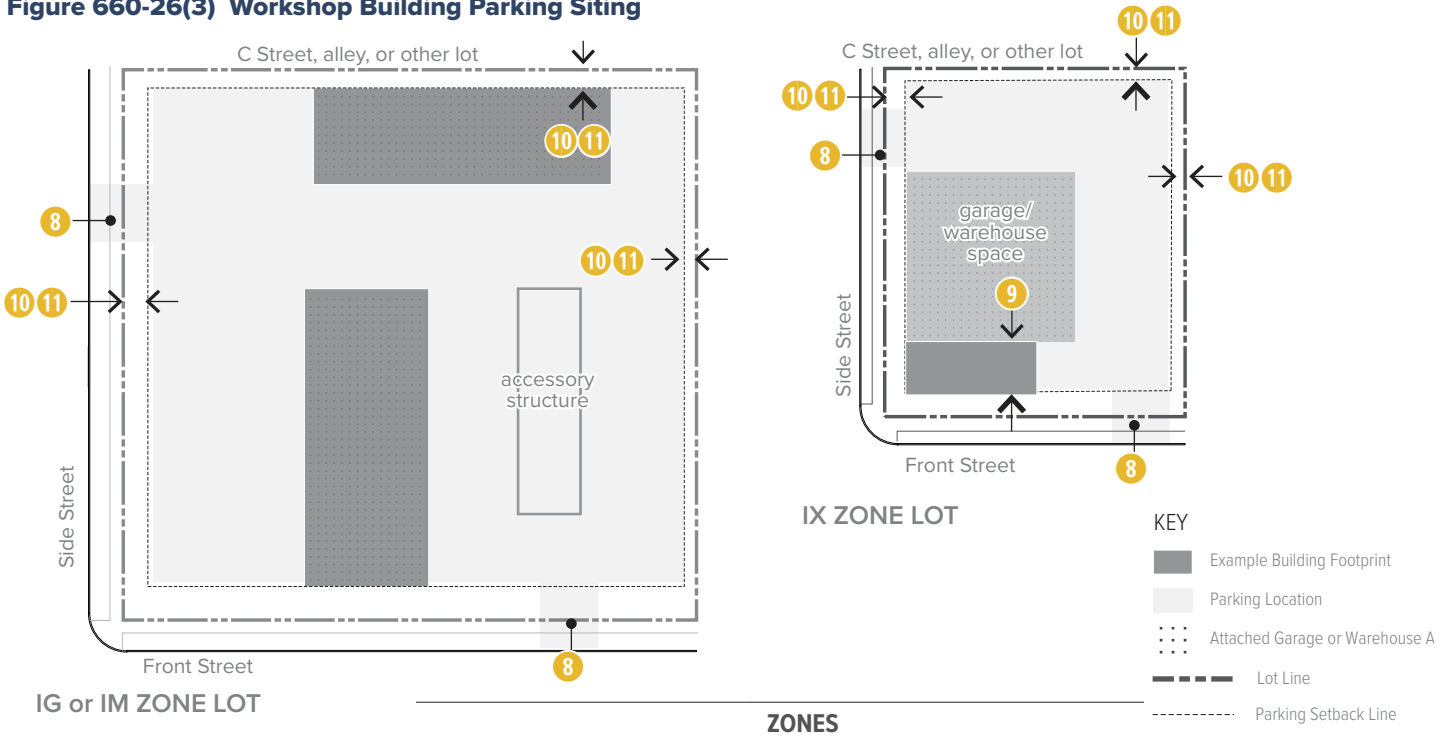 Figure 660-26(3) Workshop Building Parking Siting
C Street, alley, or other lot
10 11
8
10 11
10 11
accessory
structure
Side Street
Front Street
8
IG or IM ZONE LOT
10 11
C Street, alley, or other lot
10 11
8
10 11
garage/
warehouse
space
9
Side Street
Front Street
8
IX ZONE LOT
KEY
Example Building Footprint
Parking Location
Attached Garage or Warehouse A
Lot Line
Parking Setback Line
ZONES